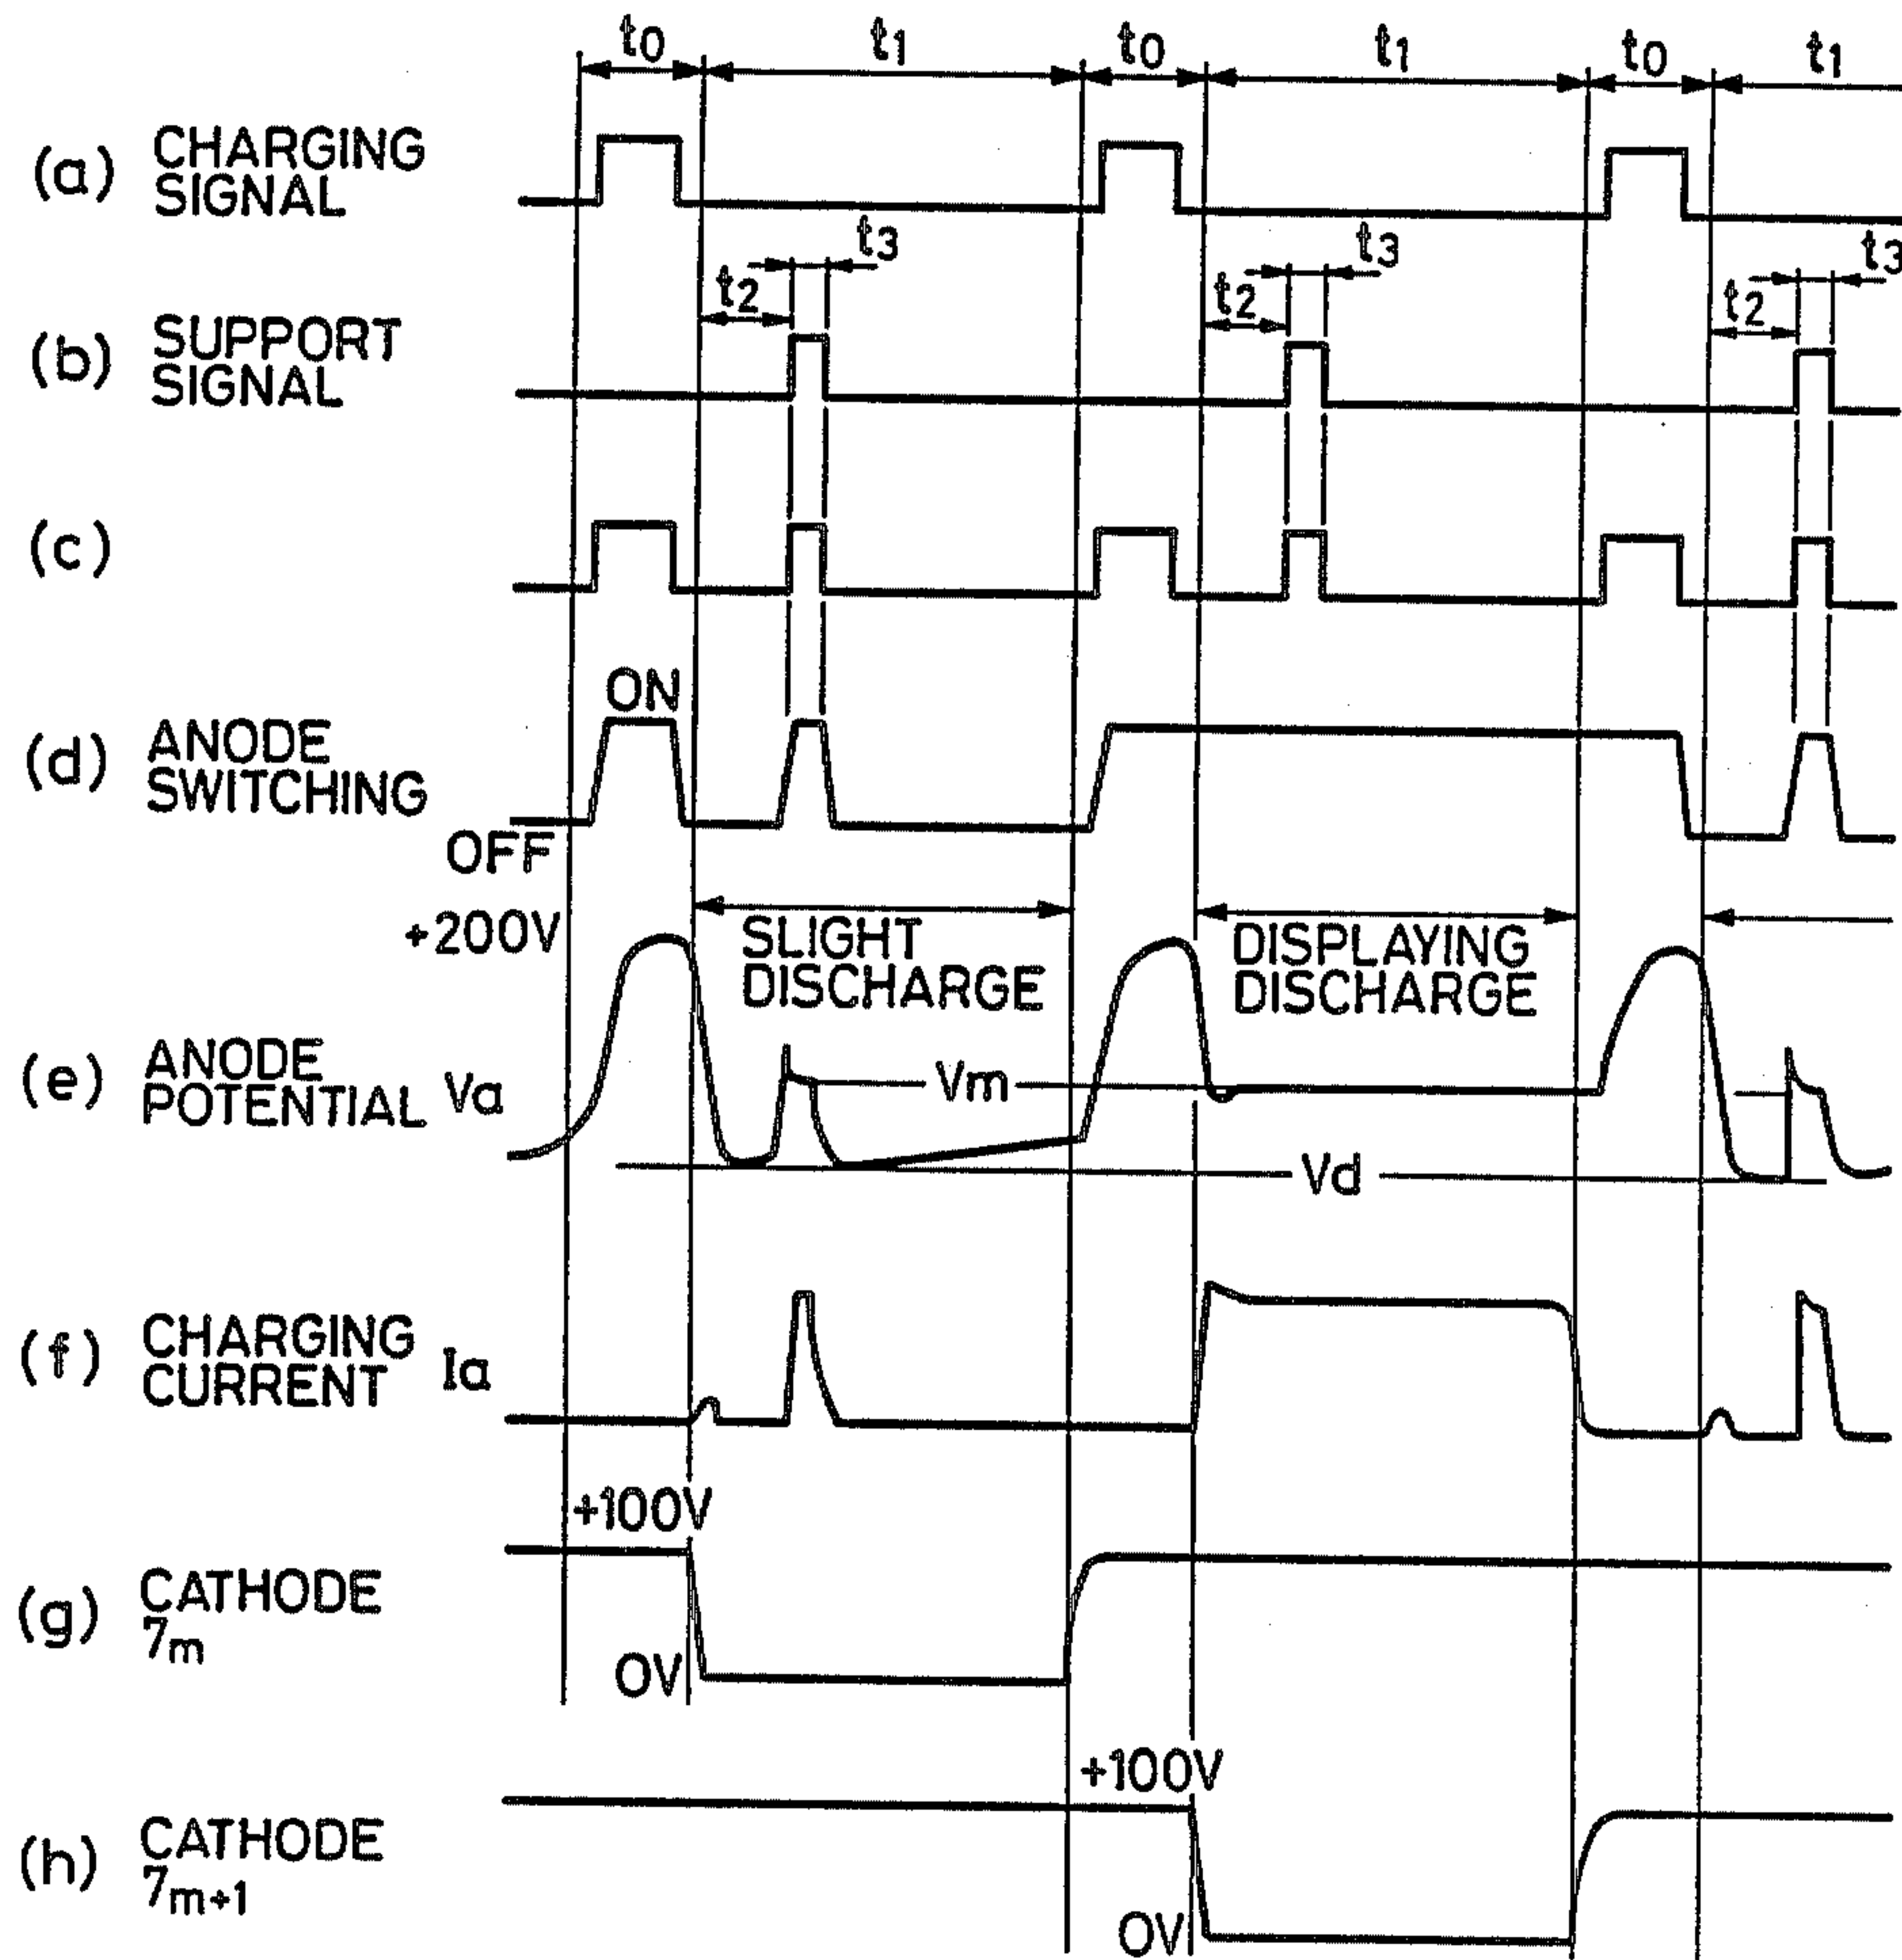 t0 t1 t0 t1 t0 t1
(a) CHARGING
SIGNAL
t3 t3 t3
t2 t2 t2
(b) SUPPORT
SIGNAL
(c)
ON
(d) ANODE
SWITCHING
OFF
+200V
SLIGHT
DISCHARGE
DISPLAYING
DISCHARGE
(e) ANODE
POTENTIAL Va
Vm
Vd
(f) CHARGING
CURRENT Ia
+100V
(g) CATHODE
7m
0V
+100V
(h) CATHODE
7m+1
0V